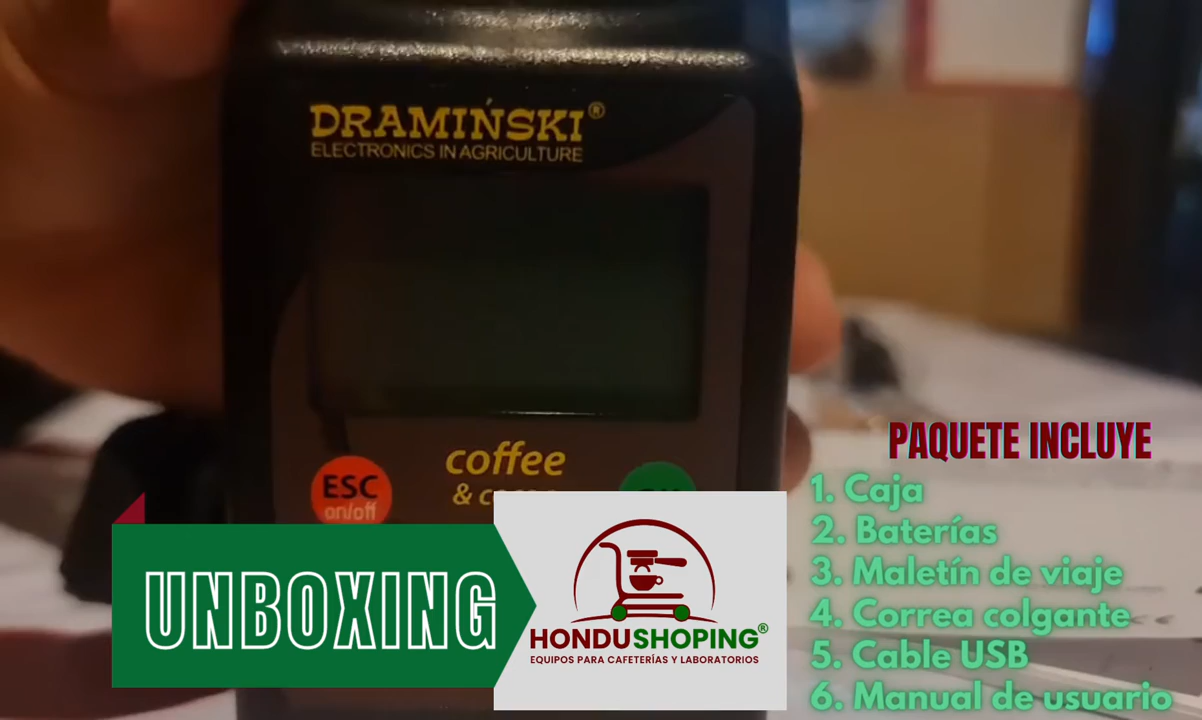 DRAMIŃSKI®
ELECTRONICS IN AGRICULTURE
coffee
&
ESC
on/off
UNBOXING
HONDUSHOPING®
EQUIPOS PARA CAFETERÍAS Y LABORATORIOS
PAQUETE INCLUYE
1. Caja
2. Baterías
3. Maletín de viaje
4. Correa colgante
5. Cable USB
6. Manual de usuario